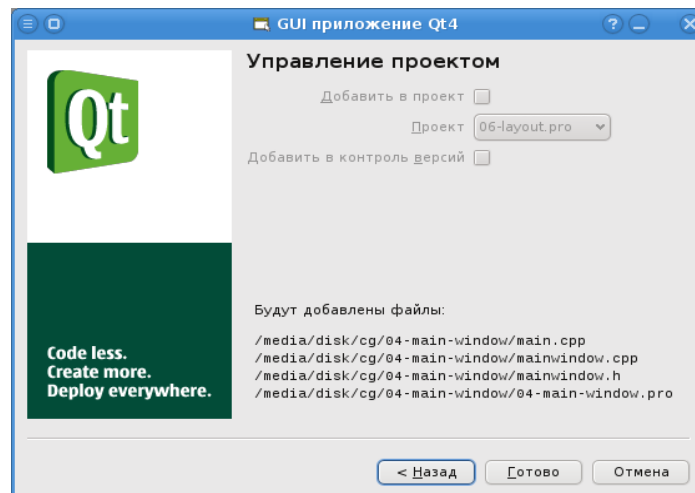 GUI приложение Qt4
Qt
Управление проектом
Добавить в проект
Проект 06-layout.pro
Добавить в контроль версий
Будут добавлены файлы:
/media/disk/cg/04-main-window/main.cpp
/media/disk/cg/04-main-window/mainwindow.cpp
/media/disk/cg/04-main-window/mainwindow.h
/media/disk/cg/04-main-window/04-main-window.pro
Code less.
Create more.
Deploy everywhere.
< Назад Готово Отмена